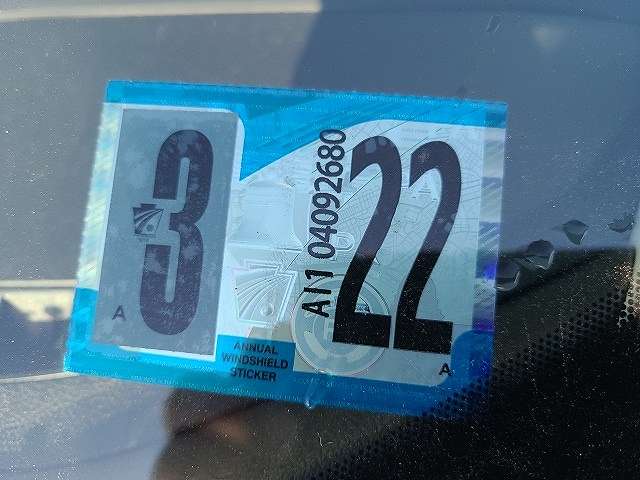 3
A
AI1 04092680
22
A
ANNUAL
WINDSHIELD
STICKER